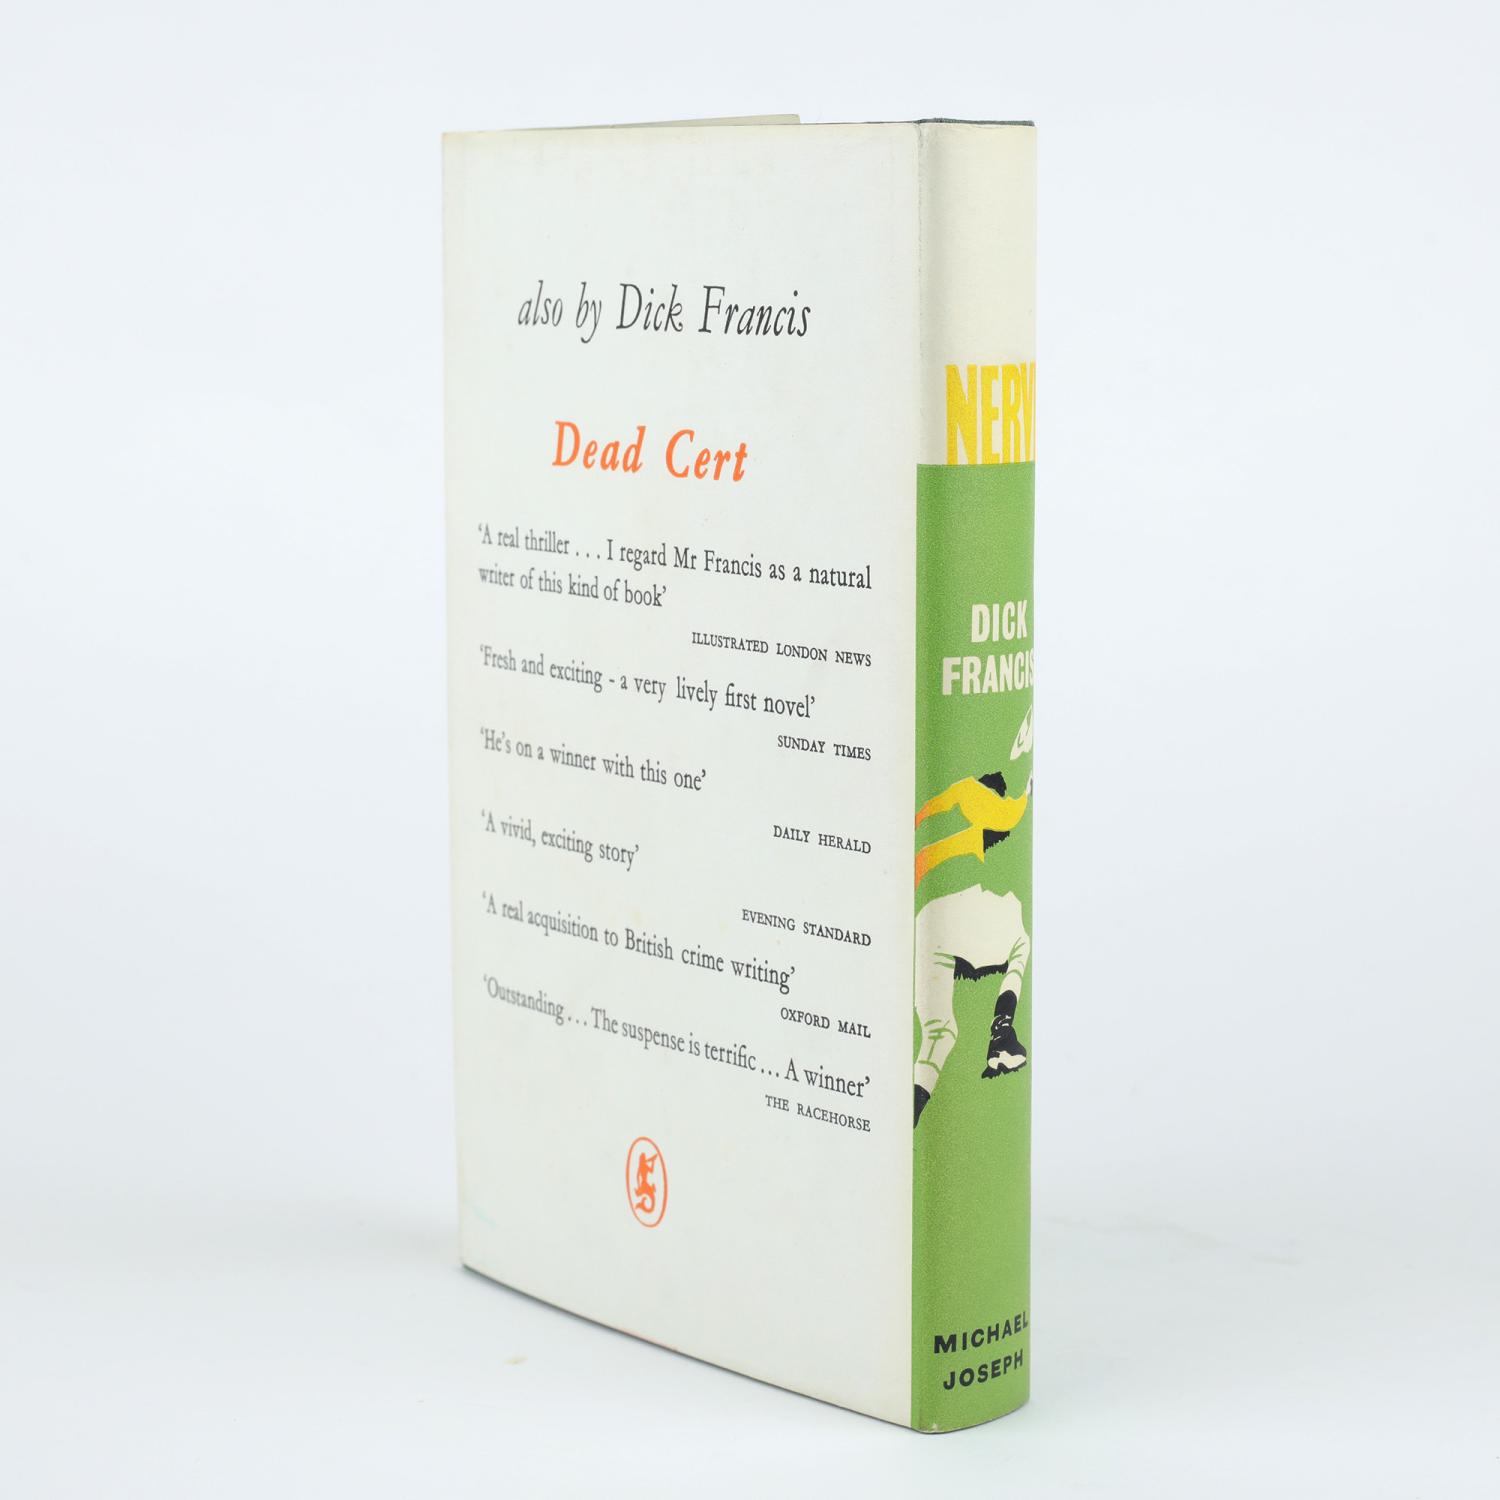 also by Dick Francis
Dead Cert
‘A real thriller . . . I regard Mr Francis as a natural
writer of this kind of book’
ILLUSTRATED LONDON NEWS
‘Fresh and exciting - a very lively first novel’
SUNDAY TIMES
‘He’s on a winner with this one’
DAILY HERALD
‘A vivid, exciting story’
EVENING STANDARD
‘A real acquisition to British crime writing’
OXFORD MAIL
‘Outstanding . . . The suspense is terrific . . . A winner’
THE RACEHORSE
NERV
DICK
FRANCIS
MICHAEL
JOSEPH